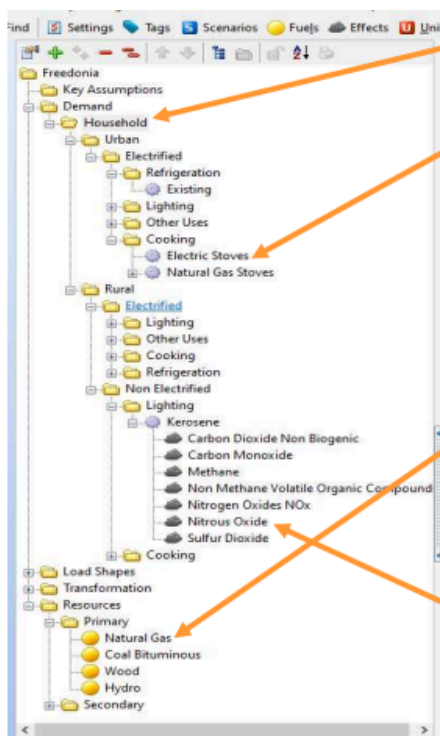 Find Settings Tags Scenarios Fuels Effects
Freedonia
Key Assumptions
Demand
Household
Urban
Electrified
Refrigeration
Existing
Lighting
Other Uses
Cooking
Electric Stoves
Natural Gas Stoves
Rural
Electrified
Lighting
Other Uses
Cooking
Refrigeration
Non Electrified
Lighting
Kerosene
Carbon Dioxide Non Biogenic
Carbon Monoxide
Methane
Non Methane Volatile Organic Compound
Nitrogen Oxides NOx
Nitrous Oxide
Sulfur Dioxide
Cooking
Load Shapes
Transformation
Resources
Primary
Natural Gas
Coal Bituminous
Wood
Hydro
Secondary